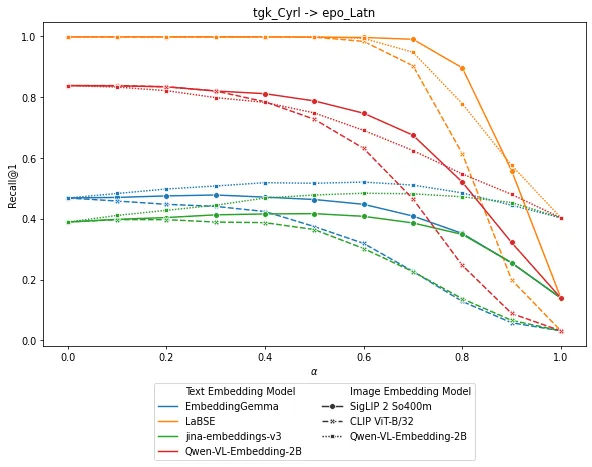 tgk_Cyrl -> epo_Latn
Recall@1
1.0
0.8
0.6
0.4
0.2
0.0
0.0 0.2 0.4 0.6 0.8 1.0
α
Text Embedding Model
EmbeddingGemma
LaBSE
jina-embeddings-v3
Qwen-VL-Embedding-2B
Image Embedding Model
SigLIP 2 So400m
CLIP ViT-B/32
Qwen-VL-Embedding-2B